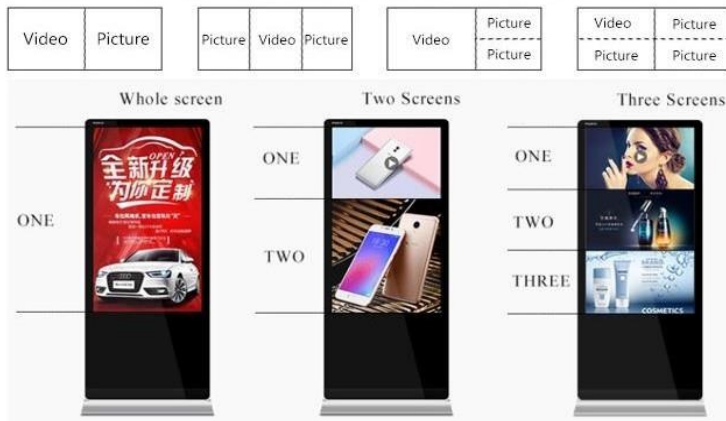 Video Picture
Picture Video Picture
Video Picture
Picture
Video Picture
Picture Picture
Whole screen
Two Screens
Three Screens
ONE
OPEN
全新升级
为你定制
ONE
TWO
ONE
TWO
THREE
COSMETICS